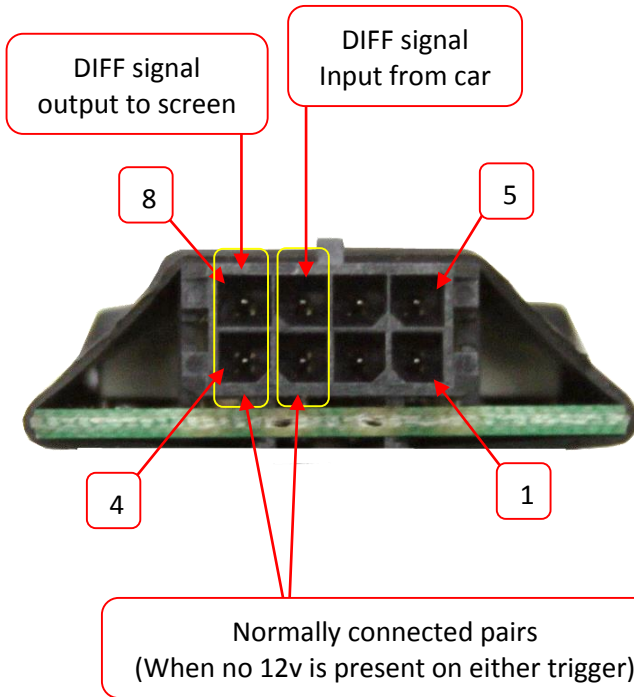 DIFF signal
output to screen
DIFF signal
Input from car
8
5
4
1
Normally connected pairs
(When no 12v is present on either trigger)